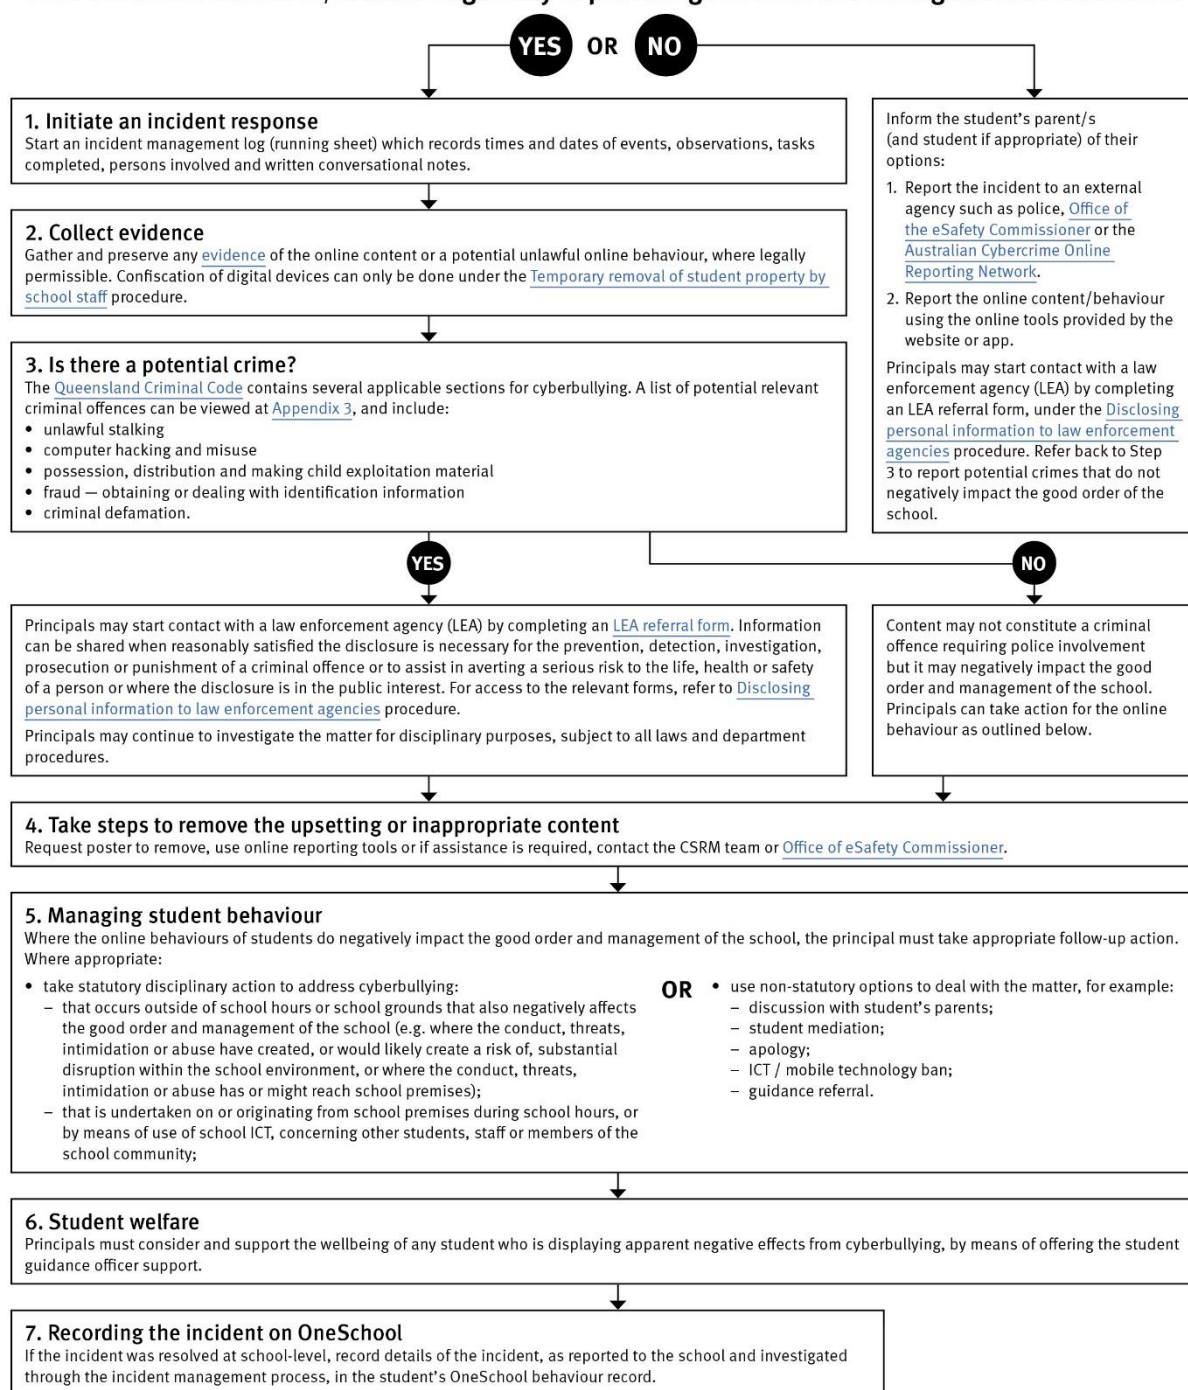 YES OR NO
1. Initiate an incident response
Start an incident management log (running sheet) which records times and dates of events, observations, tasks
completed, persons involved and written conversational notes.
2. Collect evidence
Gather and preserve any evidence of the online content or a potential unlawful online behaviour, where legally
permissible. Confiscation of digital devices can only be done under the Temporary removal of student property by
school staff procedure.
3. Is there a potential crime?
The Queensland Criminal Code contains several applicable sections for cyberbullying. A list of potential relevant
criminal offences can be viewed at Appendix 3, and include:
• unlawful stalking
• computer hacking and misuse
• possession, distribution and making child exploitation material
• fraud — obtaining or dealing with identification information
• criminal defamation.
Inform the student's parent/s
(and student if appropriate) of their
options:
1. Report the incident to an external
agency such as police, Office of
the eSafety Commissioner or the
Australian Cybercrime Online
Reporting Network.
2. Report the online content/behaviour
using the online tools provided by the
website or app.
Principals may start contact with a law
enforcement agency (LEA) by completing
an LEA referral form, under the Disclosing
personal information to law enforcement
agencies procedure. Refer back to Step
3 to report potential crimes that do not
negatively impact the good order of the
school.
YES
NO
Principals may start contact with a law enforcement agency (LEA) by completing an LEA referral form. Information
can be shared when reasonably satisfied the disclosure is necessary for the prevention, detection, investigation,
prosecution or punishment of a criminal offence or to assist in averting a serious risk to the life, health or safety
of a person or where the disclosure is in the public interest. For access to the relevant forms, refer to Disclosing
personal information to law enforcement agencies procedure.
Principals may continue to investigate the matter for disciplinary purposes, subject to all laws and department
procedures.
Content may not constitute a criminal
offence requiring police involvement
but it may negatively impact the good
order and management of the school.
Principals can take action for the online
behaviour as outlined below.
4. Take steps to remove the upsetting or inappropriate content
Request poster to remove, use online reporting tools or if assistance is required, contact the CSRM team or Office of eSafety Commissioner.
5. Managing student behaviour
Where the online behaviours of students do negatively impact the good order and management of the school, the principal must take appropriate follow-up action.
Where appropriate:
• take statutory disciplinary action to address cyberbullying:
– that occurs outside of school hours or school grounds that also negatively affects
the good order and management of the school (e.g. where the conduct, threats,
intimidation or abuse have created, or would likely create a risk of, substantial
disruption within the school environment, or where the conduct, threats,
intimidation or abuse has or might reach school premises);
– that is undertaken on or originating from school premises during school hours, or
by means of use of school ICT, concerning other students, staff or members of the
school community;
OR
• use non-statutory options to deal with the matter, for example:
– discussion with student's parents;
– student mediation;
– apology;
– ICT / mobile technology ban;
– guidance referral.
6. Student welfare
Principals must consider and support the wellbeing of any student who is displaying apparent negative effects from cyberbullying, by means of offering the student
guidance officer support.
7. Recording the incident on OneSchool
If the incident was resolved at school-level, record details of the incident, as reported to the school and investigated
through the incident management process, in the student's OneSchool behaviour record.